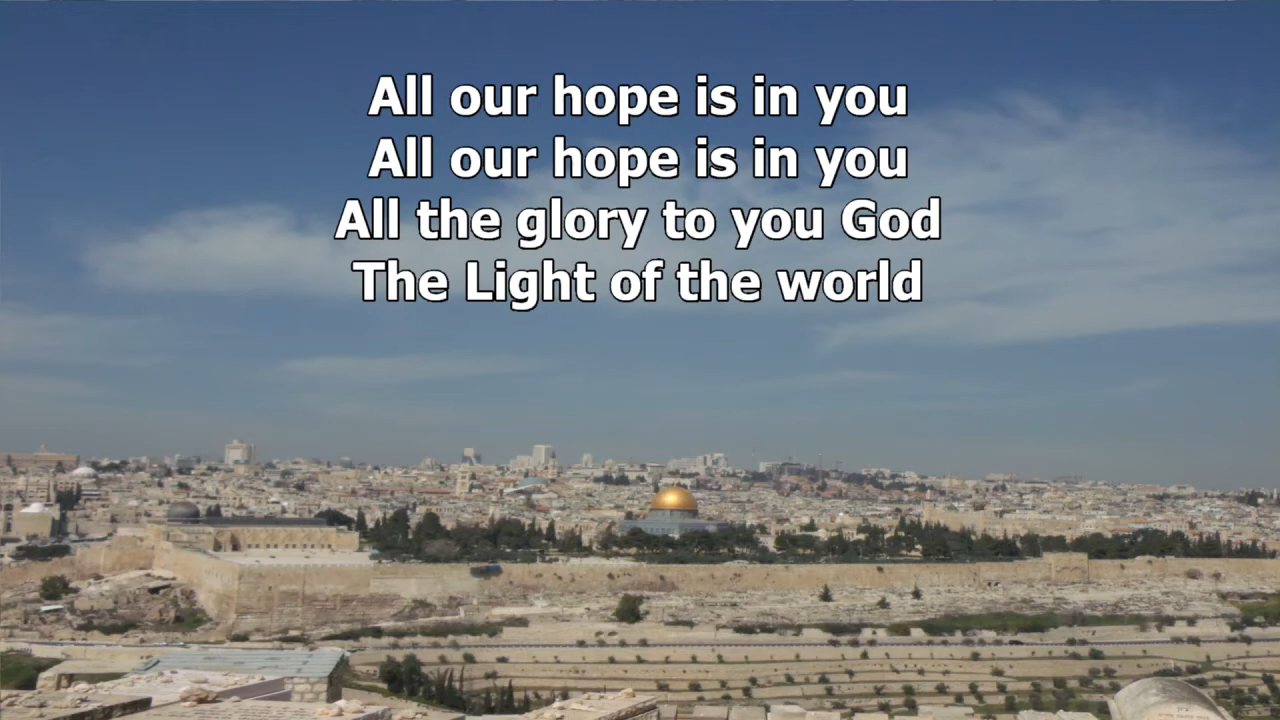 All our hope is in you
All our hope is in you
All the glory to you God
The Light of the world